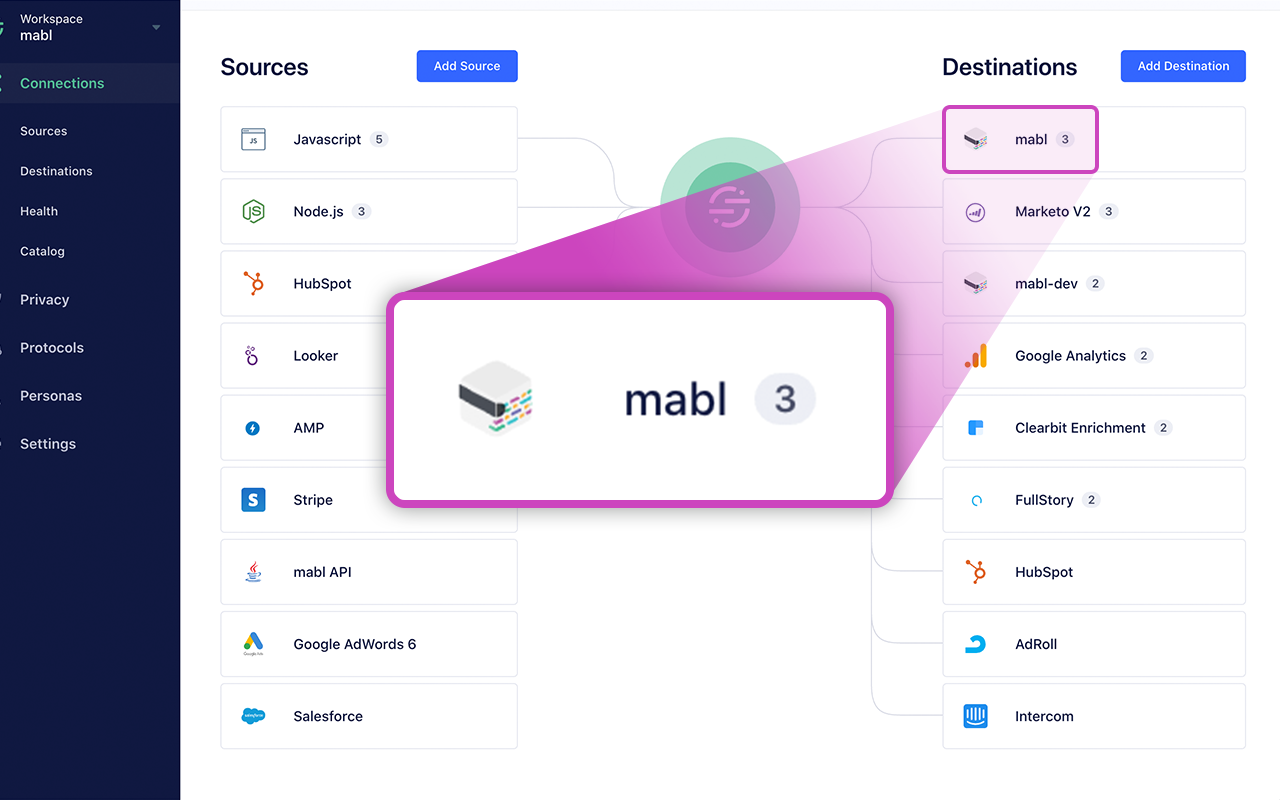 Workspace
mabl
Connections
Sources
Destinations
Health
Catalog
Privacy
Protocols
Personas
Settings
Sources
Add Source
JS
Javascript 5
JS
Node.js 3
HubSpot
Looker
AMP
S
Stripe
mabl API
Google AdWords 6
salesforce
Salesforce
mabl 3
Destinations
Add Destination
mabl 3
Marketo V2 3
mabl-dev 2
Google Analytics 2
Clearbit Enrichment 2
FullStory 2
HubSpot
AdRoll
Intercom